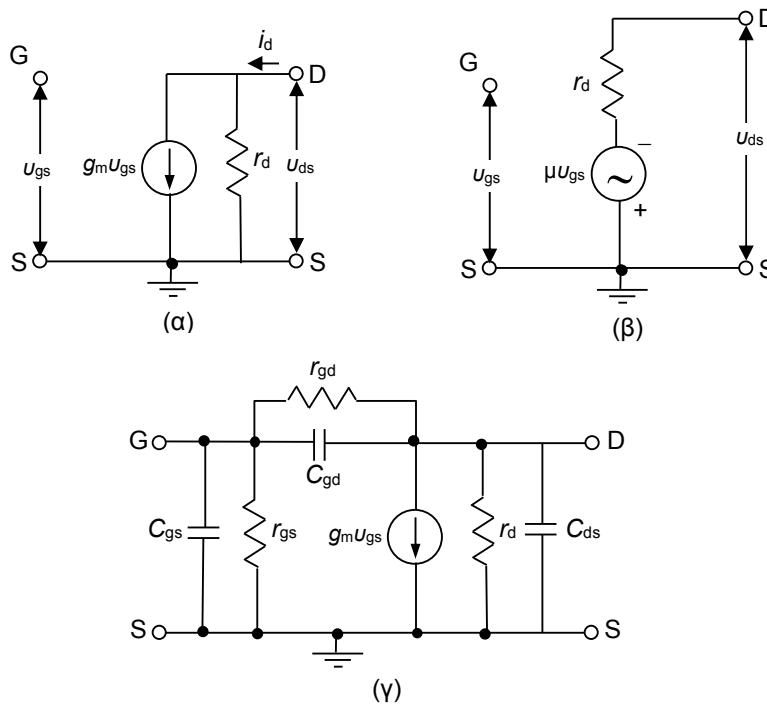 i_d
G
D
u_gs
g_m u_gs
r_d
u_ds
S
S
(α)
D
G
r_d
u_gs
μu_gs
−
+
u_ds
S
S
(β)
r_gd
G
D
C_gd
C_gs
r_gs
g_m u_gs
r_d
C_ds
S
S
(γ)